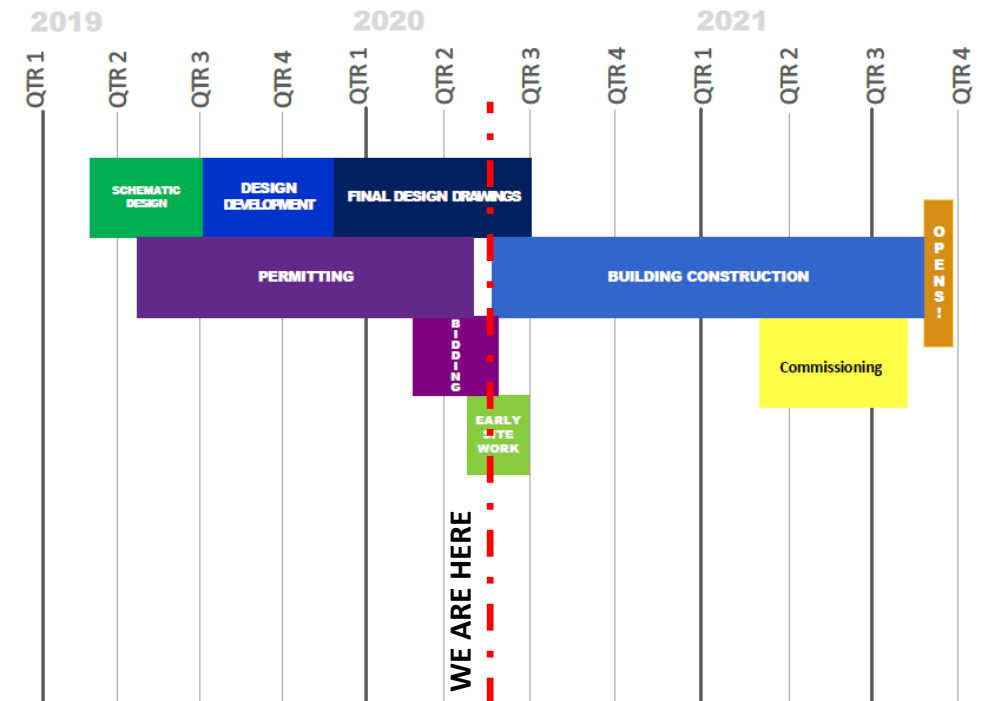 2019
2020
2021
QTR 1
QTR 2
QTR 3
QTR 4
QTR 1
QTR 2
QTR 3
QTR 4
QTR 1
QTR 2
QTR 3
QTR 4
SCHEMATIC
DESIGN
DESIGN
DEVELOPMENT
FINAL DESIGN DRAWINGS
OPENS!
PERMITTING
BUILDING CONSTRUCTION
BIDDING
Commissioning
EARLY
SITE
WORK
WE ARE HERE